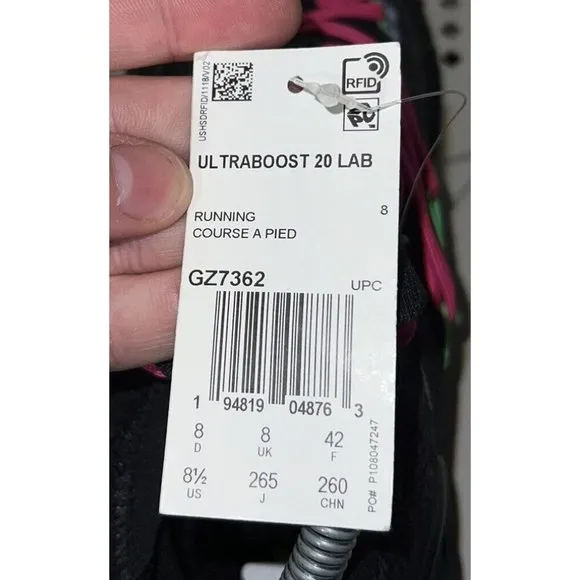 USHSDRFID/1118/V02
RFID
ULTRABOOST 20 LAB
RUNNING 8
COURSE A PIED
GZ7362 UPC
1 94819 04876 3
8 8 42
D UK F
8½ 265 260
US J CHN
PO# P108047247